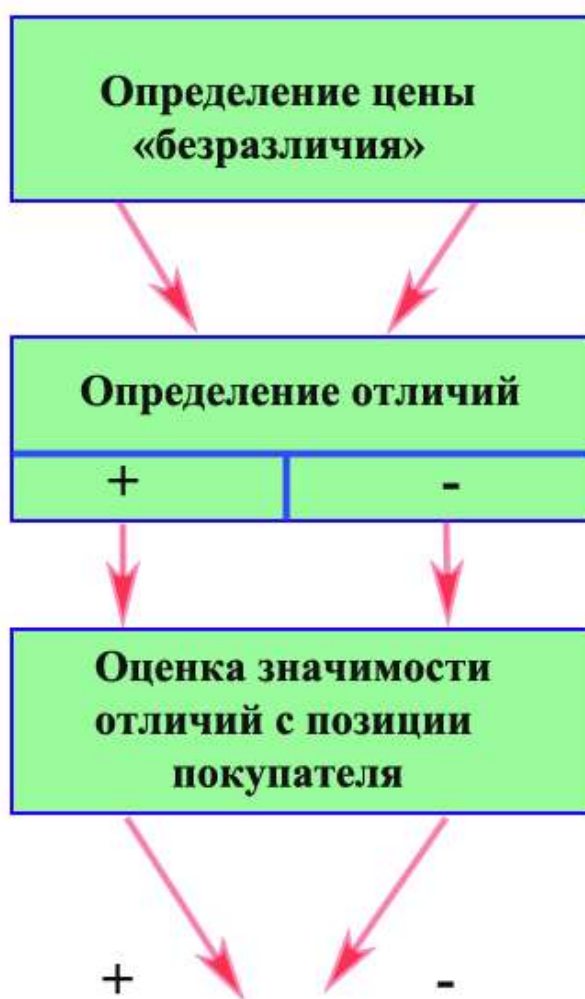 Определение цены
«безразличия»
Определение отличий
+ -
Оценка значимости
отличий с позиции
покупателя
+ -